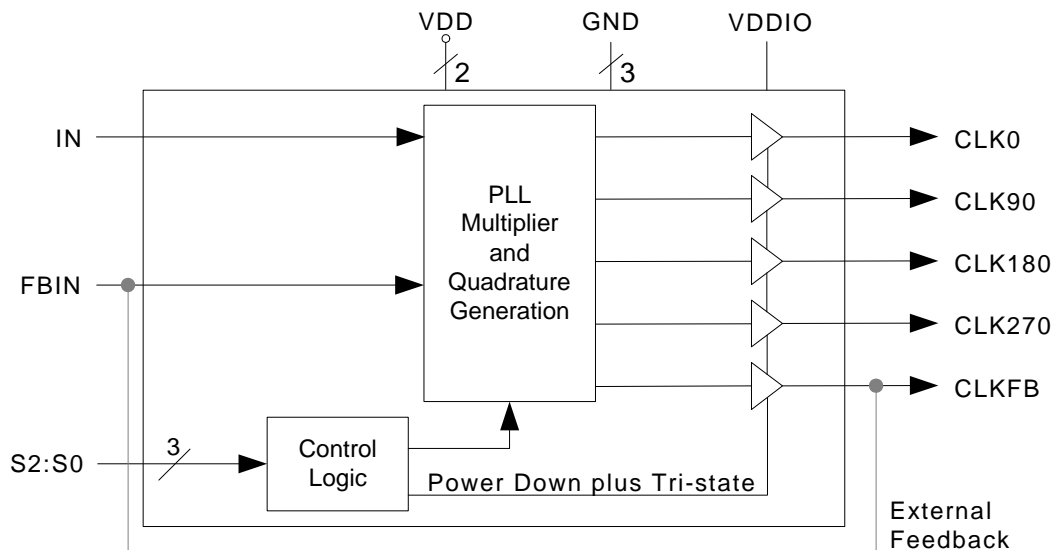 VDD
GND
VDDIO
2
3
IN
PLL
Multiplier
and
Quadrature
Generation
CLK0
CLK90
CLK180
FBIN
CLK270
CLKFB
S2:S0
3
Control
Logic
Power Down plus Tri-state
External
Feedback